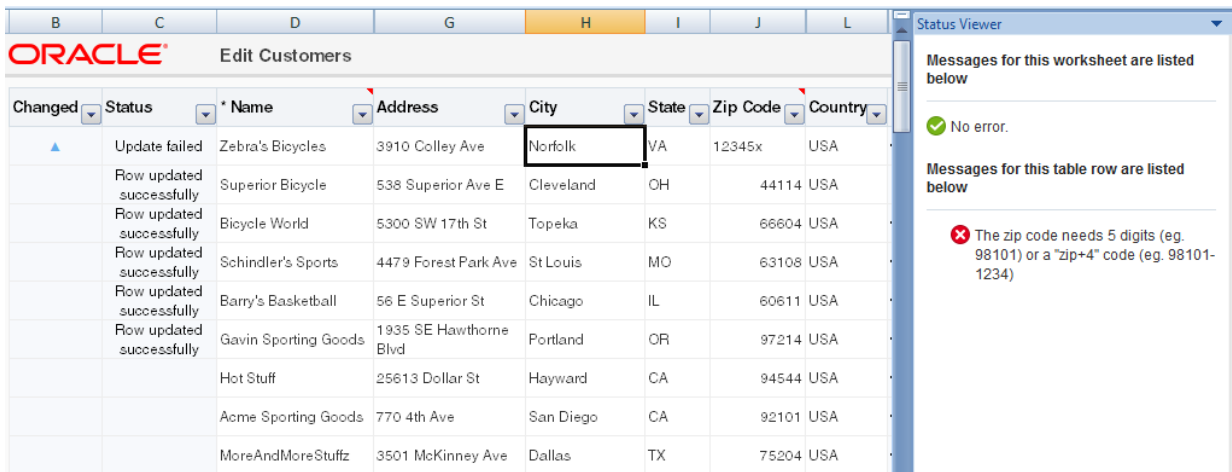 B C D G H I J L
Status Viewer
ORACLE Edit Customers
Changed Status * Name Address City State Zip Code Country
Update failed Zebra's Bicycles 3910 Colley Ave Norfolk VA 12345x USA
Row updated
successfully
Superior Bicycle 538 Superior Ave E Cleveland OH 44114 USA
Row updated
successfully
Bicycle World 5300 SW 17th St Topeka KS 66604 USA
Row updated
successfully
Schindler's Sports 4479 Forest Park Ave St Louis MO 63108 USA
Row updated
successfully
Barry's Basketball 56 E Superior St Chicago IL 60611 USA
Row updated
successfully
Gavin Sporting Goods
1935 SE Hawthorne
Blvd
Portland OR 97214 USA
Hot Stuff 25613 Dollar St Hayward CA 94544 USA
Acme Sporting Goods 770 4th Ave San Diego CA 92101 USA
MoreAndMoreStuffz 3501 McKinney Ave Dallas TX 75204 USA
Messages for this worksheet are listed
below
No error.
Messages for this table row are listed
below
The zip code needs 5 digits (eg.
98101) or a "zip+4" code (eg. 98101-
1234)